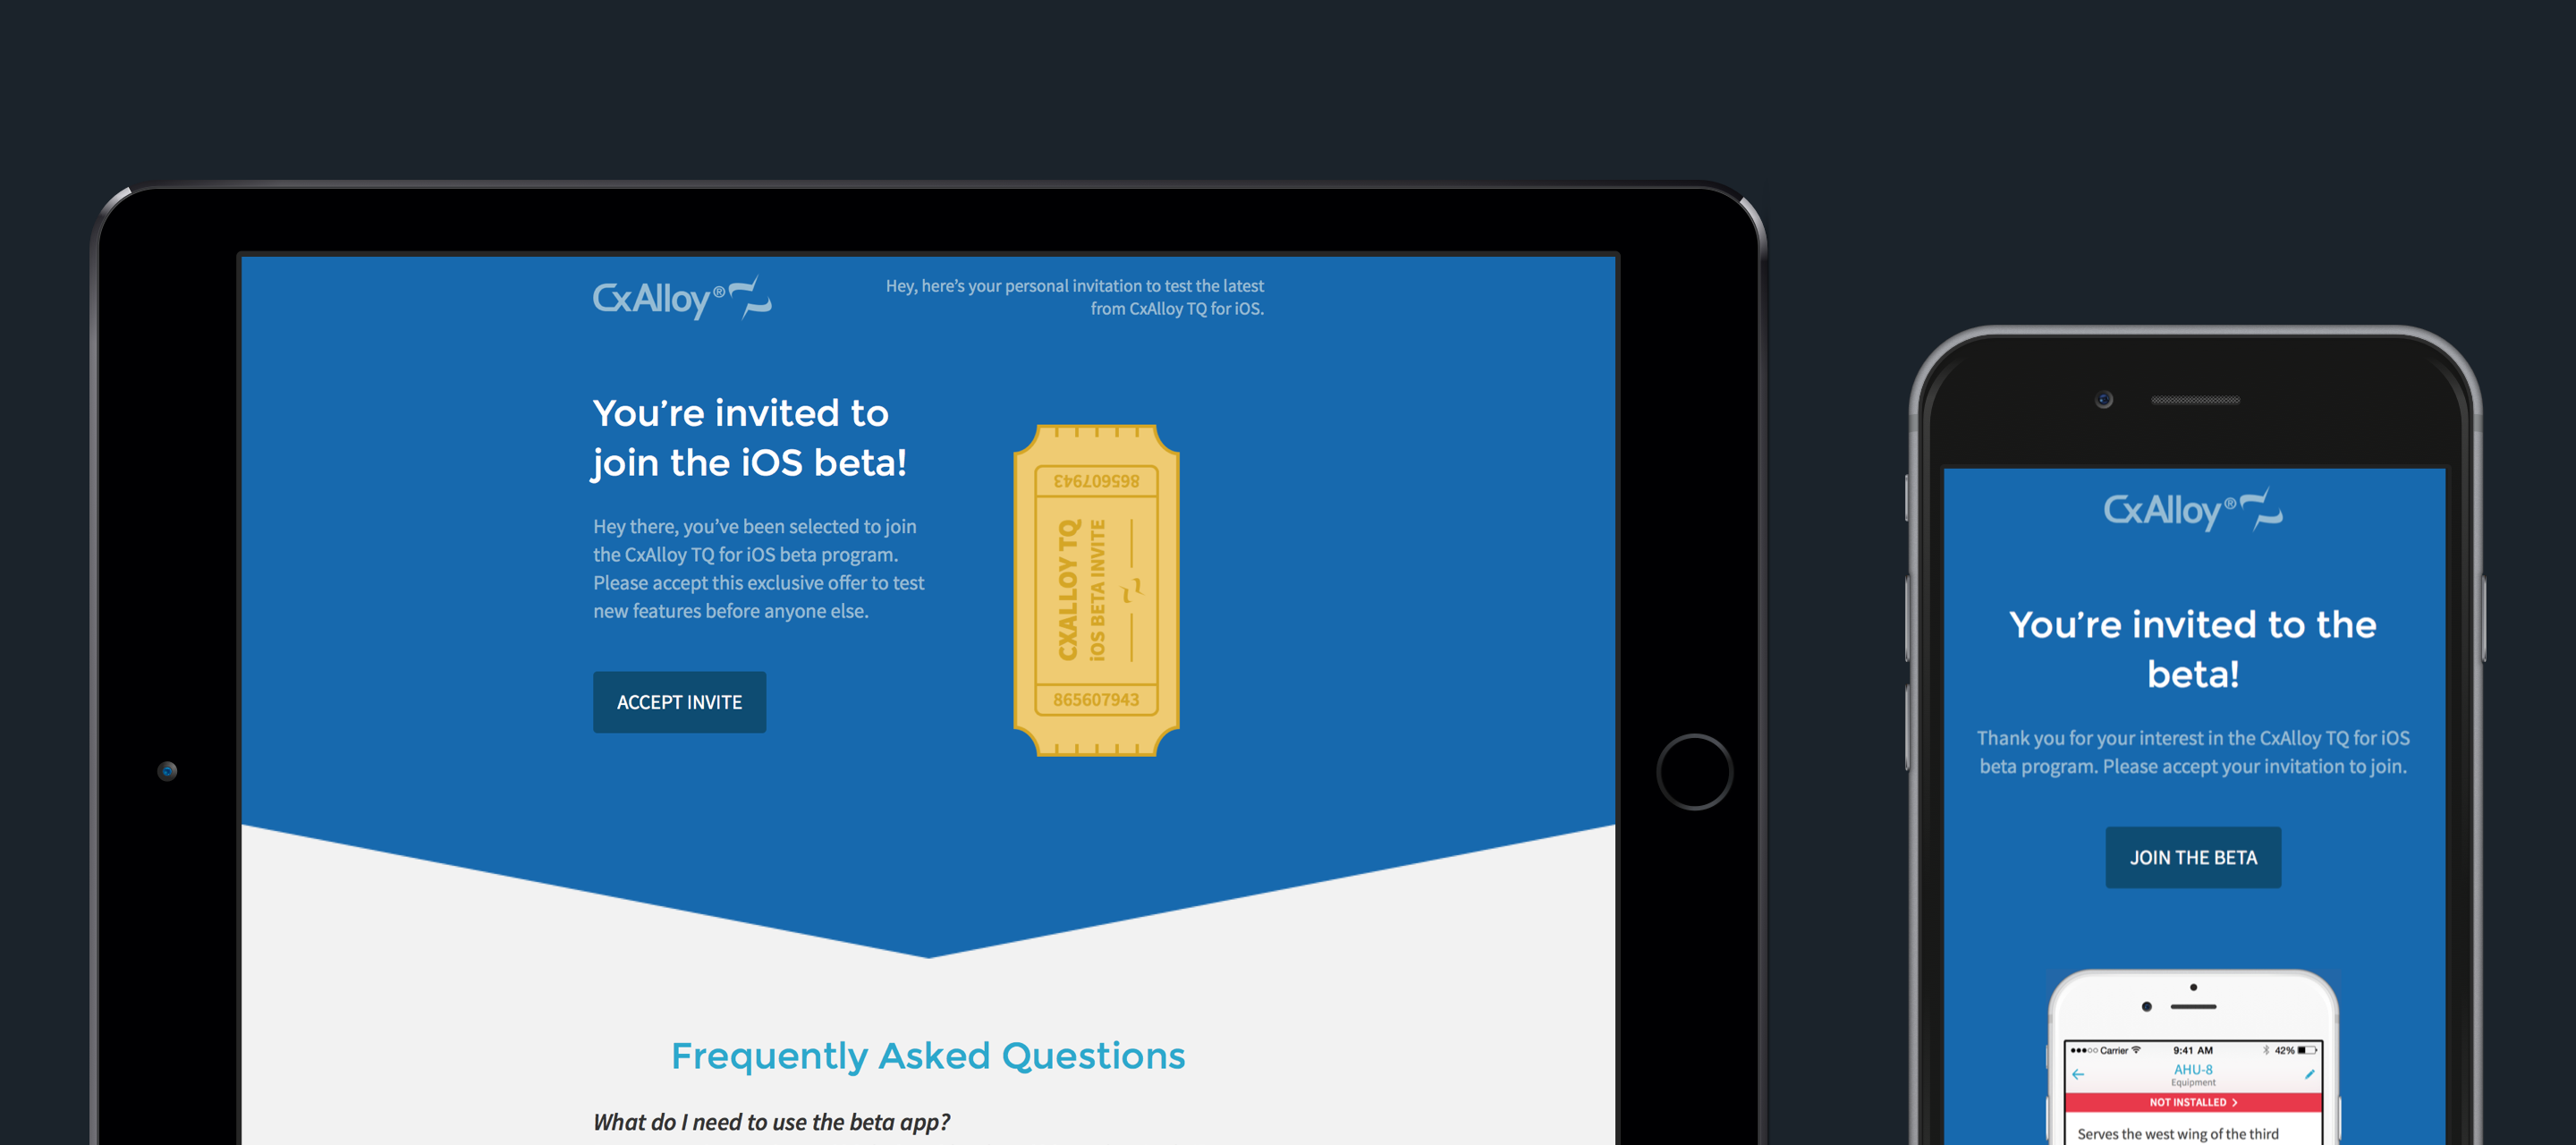 CxAlloy®
Hey, here's your personal invitation to test the latest
from CxAlloy TQ for iOS.
You're invited to
join the iOS beta!
Hey there, you've been selected to join
the CxAlloy TQ for iOS beta program.
Please accept this exclusive offer to test
new features before anyone else.
ACCEPT INVITE
865607943
CXALLOY TQ
iOS BETA INVITE
865607943
Frequently Asked Questions
What do I need to use the beta app?
CxAlloy®
You're invited to the
beta!
Thank you for your interest in the CxAlloy TQ for iOS
beta program. Please accept your invitation to join.
JOIN THE BETA
Carrier 9:41 AM 42%
AHU-8
Equipment
NOT INSTALLED >
Serves the west wing of the third